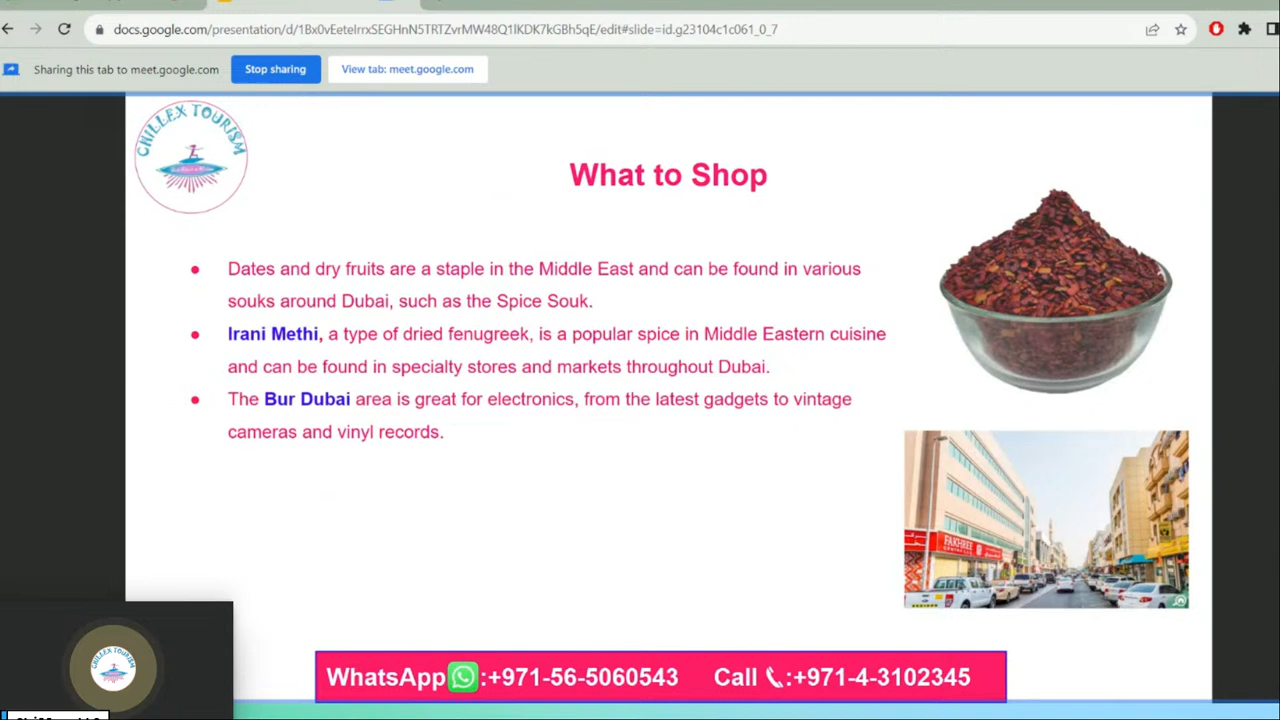 docs.google.com/presentation/d/1Bx0vEeteIrrxSEGHnN5TRTZvrMW48Q1lKDK7kGBh5qE/edit#slide=id.g23104c1c061_0_7
Sharing this tab to meet.google.com
Stop sharing
View tab: meet.google.com
CHILLEX TOURISM
What to Shop
● Dates and dry fruits are a staple in the Middle East and can be found in various
souks around Dubai, such as the Spice Souk.
● Irani Methi, a type of dried fenugreek, is a popular spice in Middle Eastern cuisine
and can be found in specialty stores and markets throughout Dubai.
● The Bur Dubai area is great for electronics, from the latest gadgets to vintage
cameras and vinyl records.
FAKHREE
CHILLEX TOURISM
WhatsApp :+971-56-5060543 Call :+971-4-3102345